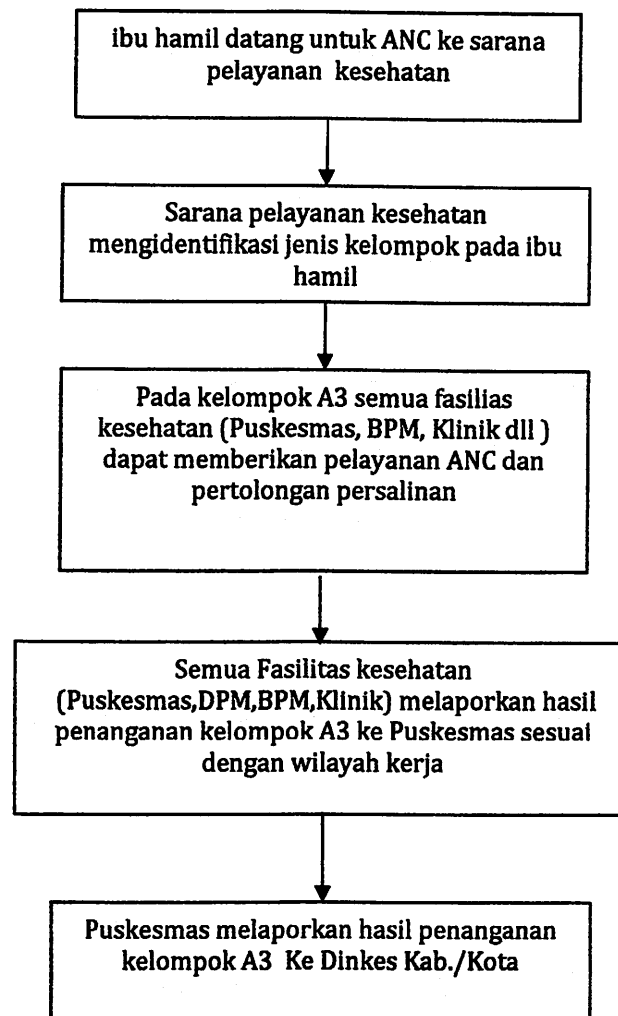 ibu hamil datang untuk ANC ke sarana
pelayanan kesehatan
Sarana pelayanan kesehatan
mengidentifikasi jenis kelompok pada ibu
hamil
Pada kelompok A3 semua fasilias
kesehatan (Puskesmas, BPM, Klinik dll )
dapat memberikan pelayanan ANC dan
pertolongan persalinan
Semua Fasilitas kesehatan
(Puskesmas,DPM,BPM,Klinik) melaporkan hasil
penanganan kelompok A3 ke Puskesmas sesuai
dengan wilayah kerja
Puskesmas melaporkan hasil penanganan
kelompok A3 Ke Dinkes Kab./Kota